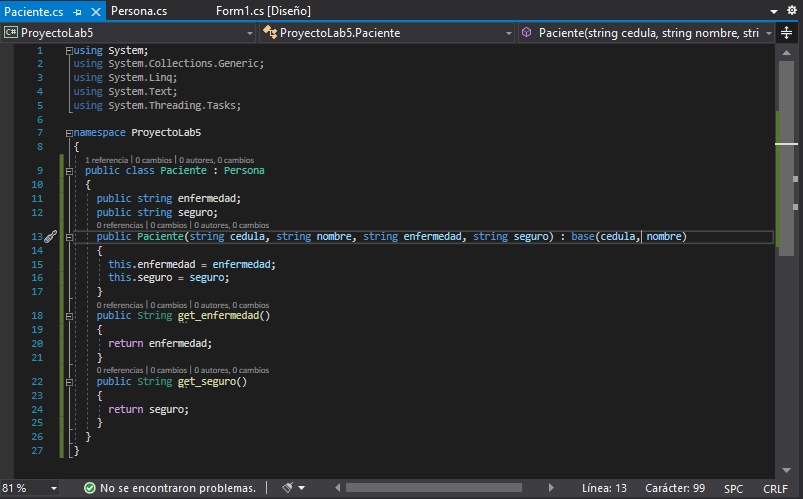 Paciente.cs Persona.cs Form1.cs [Diseño]
C# ProyectoLab5 ProyectoLab5.Paciente Paciente(string cedula, string nombre, stri
1 using System;
2 using System.Collections.Generic;
3 using System.Linq;
4 using System.Text;
5 using System.Threading.Tasks;
6
7 namespace ProyectoLab5
8 {
1 referencia | 0 cambios | 0 autores, 0 cambios
9 public class Paciente : Persona
10 {
11 public string enfermedad;
12 public string seguro;
0 referencias | 0 cambios | 0 autores, 0 cambios
13 public Paciente(string cedula, string nombre, string enfermedad, string seguro) : base(cedula, nombre)
14 {
15 this.enfermedad = enfermedad;
16 this.seguro = seguro;
17 }
0 referencias | 0 cambios | 0 autores, 0 cambios
18 public String get_enfermedad()
19 {
20 return enfermedad;
21 }
0 referencias | 0 cambios | 0 autores, 0 cambios
22 public String get_seguro()
23 {
24 return seguro;
25 }
26 }
27 }
81 % No se encontraron problemas. Línea: 13 Carácter: 99 SPC CRLF